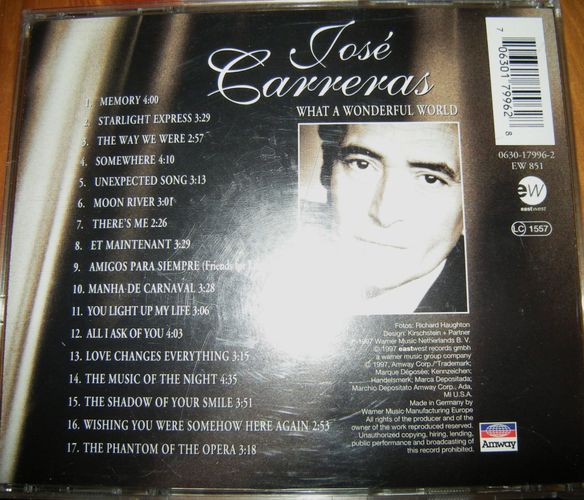 José
Carreras
WHAT A WONDERFUL WORLD
1. MEMORY 4:00
2. STARLIGHT EXPRESS 3:29
3. THE WAY WE WERE 2:57
4. SOMEWHERE 4:10
5. UNEXPECTED SONG 3:13
6. MOON RIVER 3:01
7. THERE'S ME 2:26
8. ET MAINTENANT 3:29
9. AMIGOS PARA SIEMPRE (Friends for
10. MANHA DE CARNAVAL 3:28
11. YOU LIGHT UP MY LIFE 3:06
12. ALL I ASK OF YOU 4:03
13. LOVE CHANGES EVERYTHING 3:15
14. THE MUSIC OF THE NIGHT 4:35
15. THE SHADOW OF YOUR SMILE 3:51
16. WISHING YOU WERE SOMEHOW HERE AGAIN 2:53
17. THE PHANTOM OF THE OPERA 3:18
7 06301 79962 8
0630-17996-2
EW 851
ew
eastwest
LC 1557
Fotos: Richard Haughton
Design: Kirschstein + Partner
℗ 1997 Warner Music Netherlands B. V.
© 1997 eastwest records gmbh
a warner music group company
© 1997, Amway Corp./Trademark;
Marque Déposée; Kennzeichen;
Handelsmerk; Marca Depositada;
Marchio Depositato Amway Corp., Ada,
MI U.S.A.
Made in Germany by
Warner Music Manufacturing Europe
All rights of the producer and of the
owner of the work reproduced reserved.
Unauthorized copying, hiring, lending,
public performance and broadcasting of
this record prohibited.
Amway